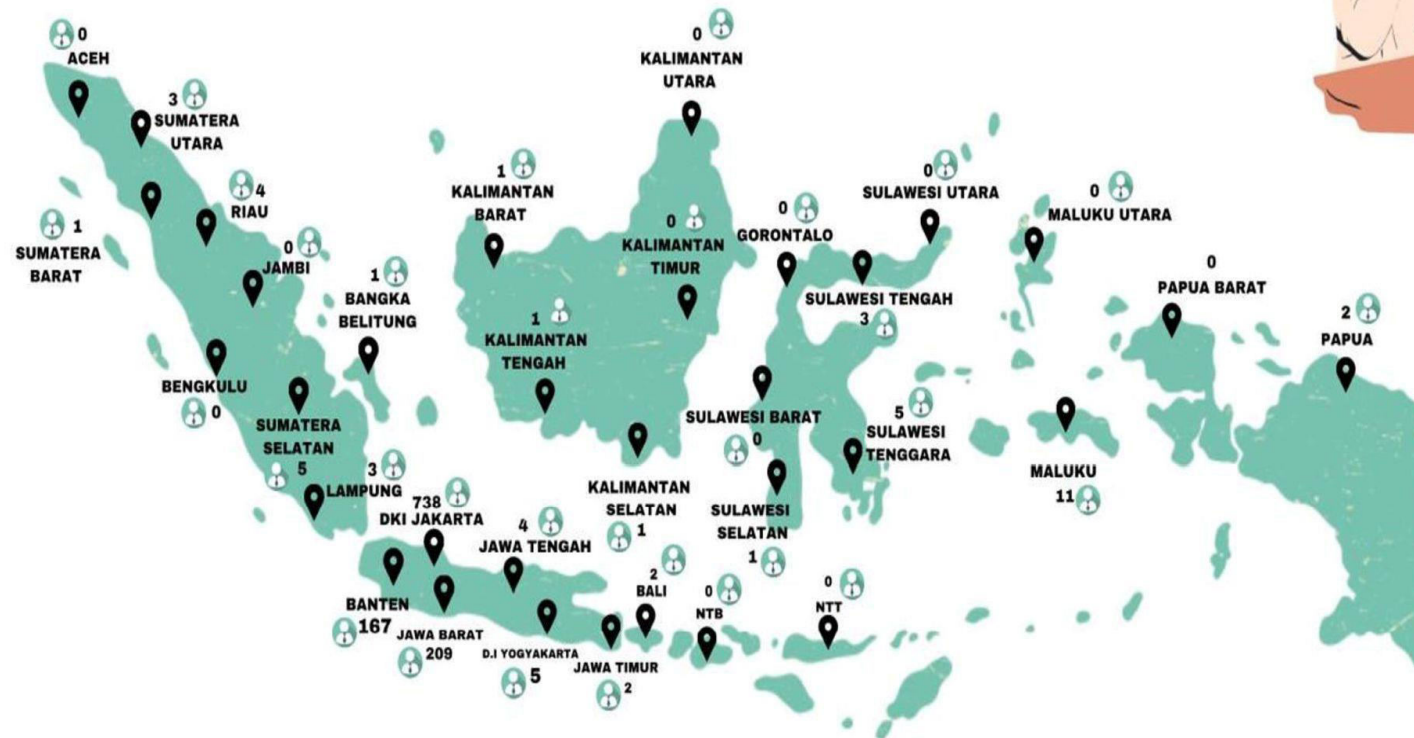 0
ACEH
3
SUMATERA
UTARA
4
RIAU
1
SUMATERA
BARAT
0
JAMBI
1
BANGKA
BELITUNG
BENGKULU
0
SUMATERA
SELATAN
5
3
LAMPUNG
738
DKI JAKARTA
BANTEN
167
JAWA BARAT
209
4
JAWA TENGAH
D.I YOGYAKARTA
5
JAWA TIMUR
2
2
BALI
0
NTB
0
NTT
0
KALIMANTAN
UTARA
1
KALIMANTAN
BARAT
0
KALIMANTAN
TIMUR
1
KALIMANTAN
TENGAH
KALIMANTAN
SELATAN
1
0
GORONTALO
0
SULAWESI UTARA
SULAWESI TENGAH
3
SULAWESI BARAT
0
5
SULAWESI
TENGGARA
SULAWESI
SELATAN
1
0
MALUKU UTARA
MALUKU
11
0
PAPUA BARAT
2
PAPUA